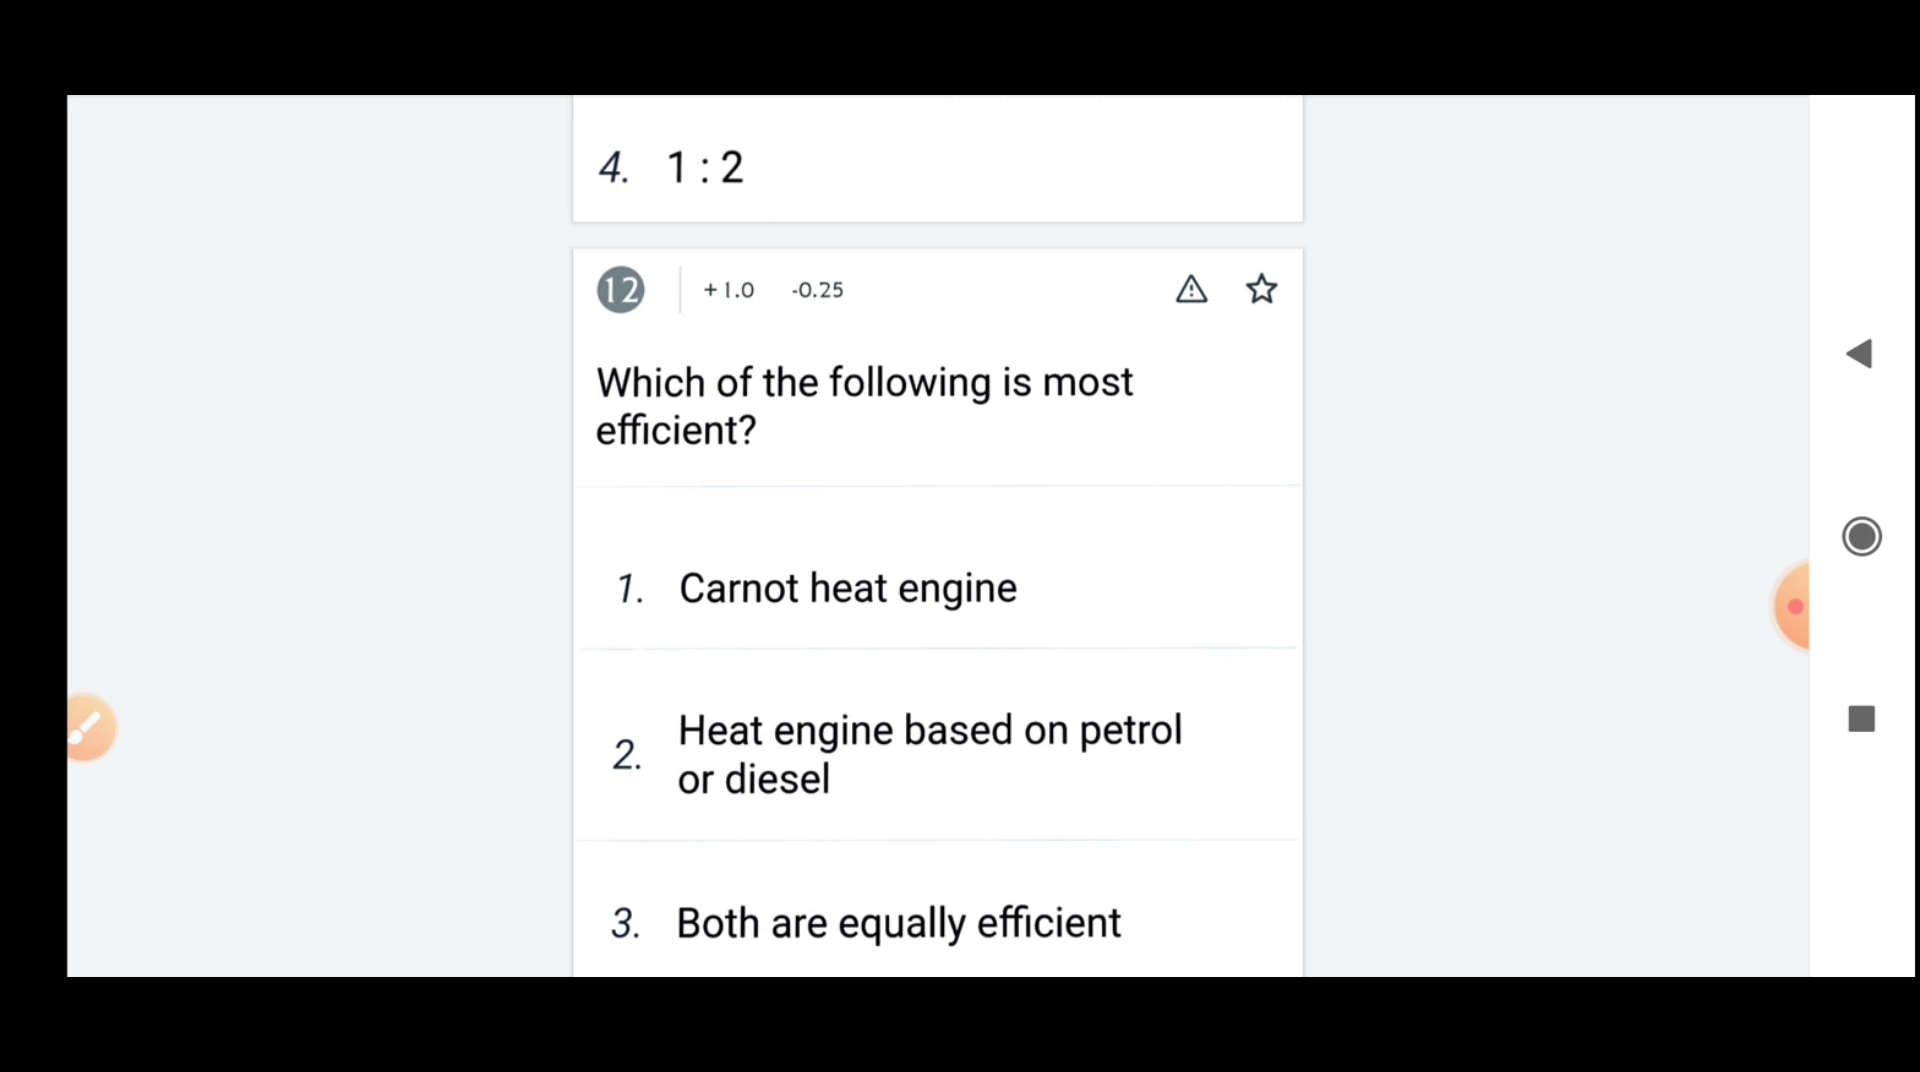 4. 1 : 2
12 +1.0 -0.25
Which of the following is most
efficient?
1. Carnot heat engine
2. Heat engine based on petrol
or diesel
3. Both are equally efficient